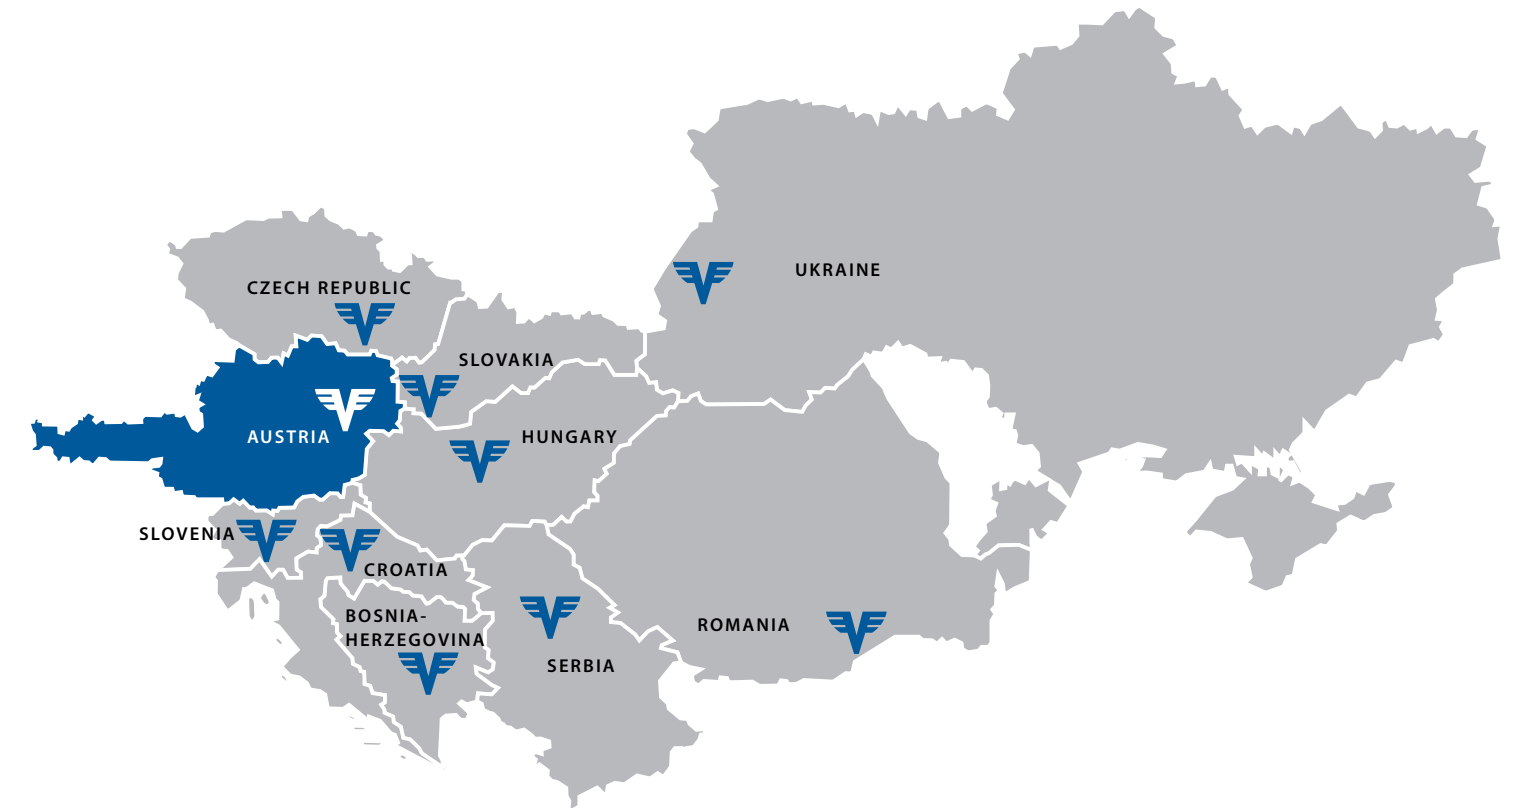 UKRAINE
CZECH REPUBLIC
SLOVAKIA
AUSTRIA
HUNGARY
SLOVENIA
CROATIA
BOSNIA-
HERZEGOVINA
ROMANIA
SERBIA